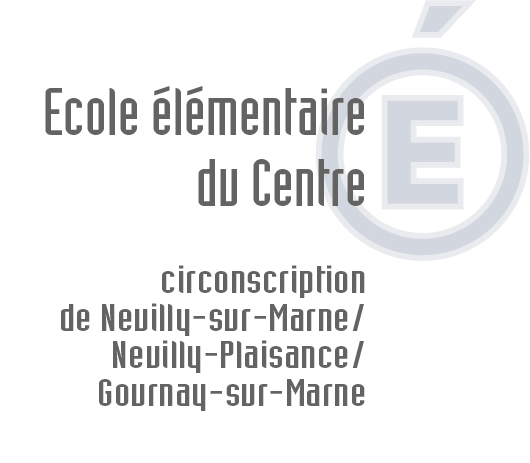 É
Ecole élémentaire
du Centre
circonscription
de Neuilly-sur-Marne/
Neuilly-Plaisance/
Gournay-sur-Marne